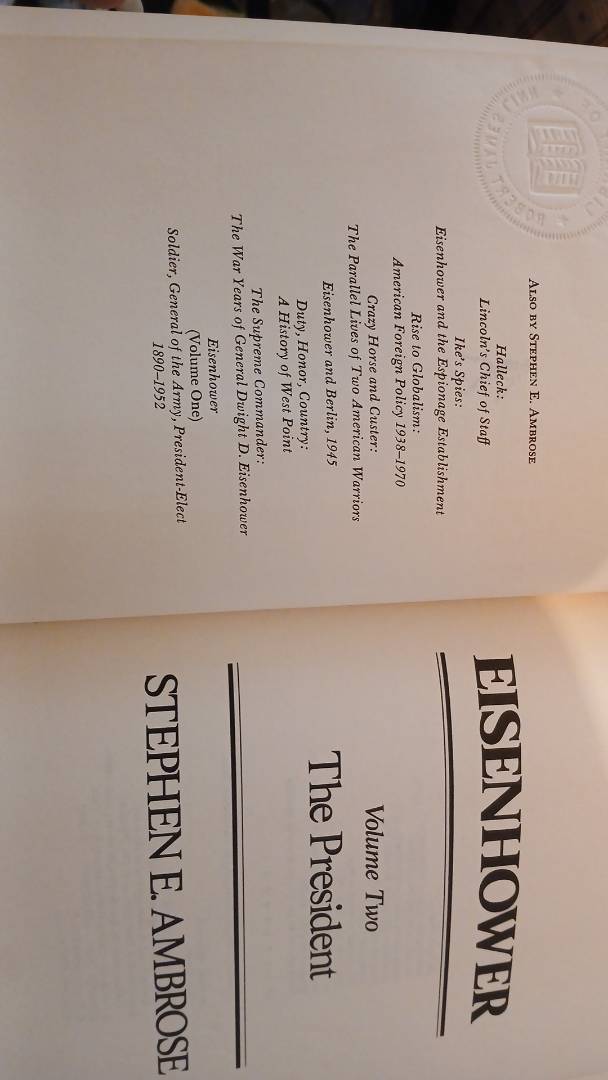 ALSO BY STEPHEN E. AMBROSE
Halleck:
Lincoln's Chief of Staff
Ike's Spies:
Eisenhower and the Espionage Establishment
Rise to Globalism:
American Foreign Policy 1938–1970
Crazy Horse and Custer:
The Parallel Lives of Two American Warriors
Eisenhower and Berlin, 1945
Duty, Honor, Country:
A History of West Point
The Supreme Commander:
The War Years of General Dwight D. Eisenhower
Eisenhower
(Volume One)
Soldier, General of the Army, President-Elect
1890–1952
EISENHOWER
Volume Two
The President
STEPHEN E. AMBROSE